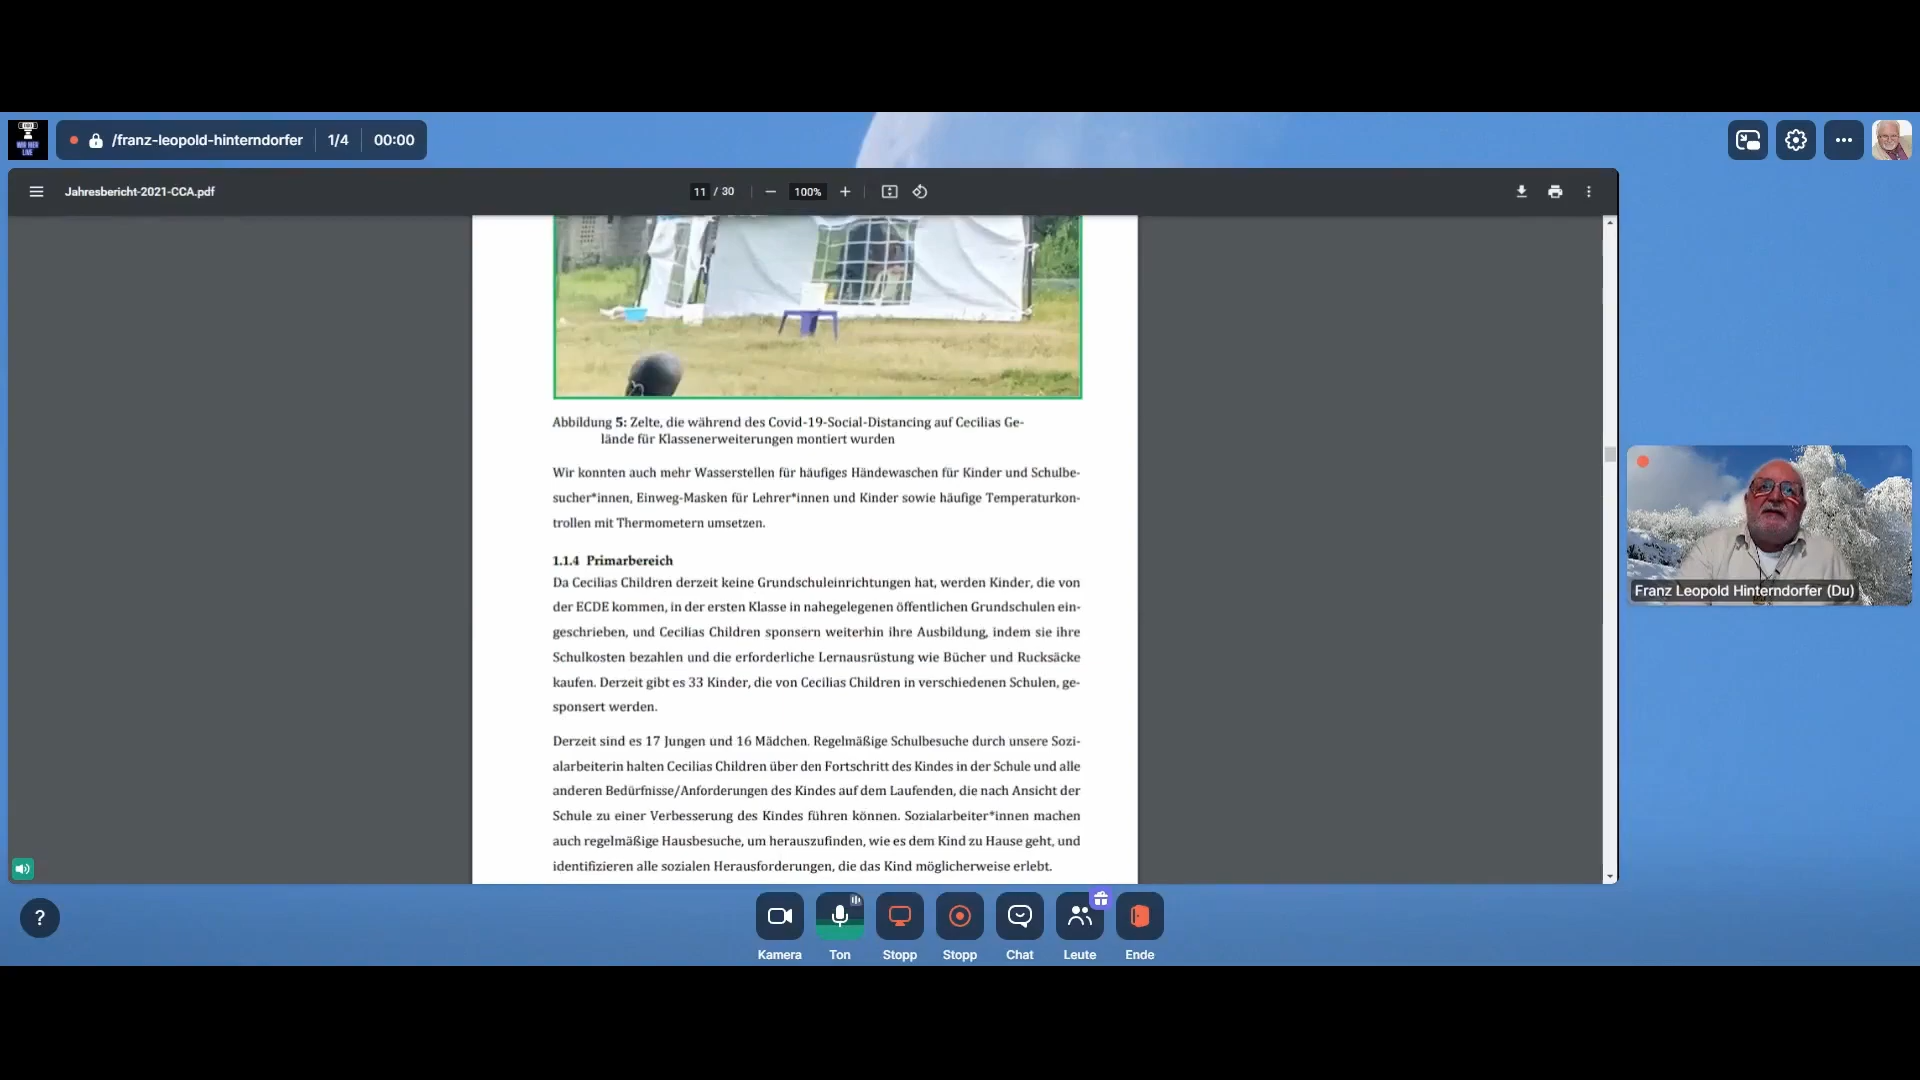 /franz-leopold-hinterndorfer 1/4 00:00
Jahresbericht-2021-CCA.pdf
11 / 30
100%
Abbildung 5: Zelte, die während des Covid-19-Social-Distancing auf Cecilias Ge-
lände für Klassenerweiterungen montiert wurden
Wir konnten auch mehr Wasserstellen für häufiges Händewaschen für Kinder und Schulbe-
sucher*innen, Einweg-Masken für Lehrer*innen und Kinder sowie häufige Temperaturkon-
trollen mit Thermometern umsetzen.
1.1.4 Primarbereich
Da Cecilias Children derzeit keine Grundschuleinrichtungen hat, werden Kinder, die von
der ECDE kommen, in der ersten Klasse in nahegelegenen öffentlichen Grundschulen ein-
geschrieben, und Cecilias Children sponsern weiterhin ihre Ausbildung, indem sie ihre
Schulkosten bezahlen und die erforderliche Lernausrüstung wie Bücher und Rucksäcke
kaufen. Derzeit gibt es 33 Kinder, die von Cecilias Children in verschiedenen Schulen, ge-
sponsert werden.
Derzeit sind es 17 Jungen und 16 Mädchen. Regelmäßige Schulbesuche durch unsere Sozi-
alarbeiterin halten Cecilias Children über den Fortschritt des Kindes in der Schule und alle
anderen Bedürfnisse/Anforderungen des Kindes auf dem Laufenden, die nach Ansicht der
Schule zu einer Verbesserung des Kindes führen können. Sozialarbeiter*innen machen
auch regelmäßige Hausbesuche, um herauszufinden, wie es dem Kind zu Hause geht, und
identifizieren alle sozialen Herausforderungen, die das Kind möglicherweise erlebt.
Franz Leopold Hinterndorfer (Du)
?
Kamera
Ton
Stopp
Stopp
Chat
Leute
Ende